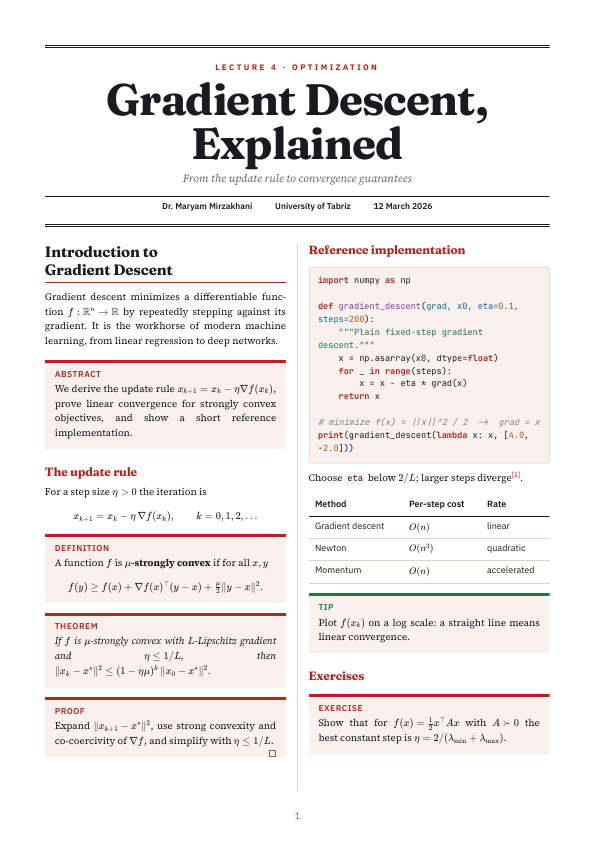 LECTURE 4 · OPTIMIZATION
Gradient Descent,
Explained
From the update rule to convergence guarantees
Dr. Maryam Mirzakhani University of Tabriz 12 March 2026
Introduction to
Gradient Descent
Gradient descent minimizes a differentiable func-
tion f : ℝⁿ → ℝ by repeatedly stepping against its
gradient. It is the workhorse of modern machine
learning, from linear regression to deep networks.
ABSTRACT
We derive the update rule xₖ₊₁ = xₖ − η∇f(xₖ),
prove linear convergence for strongly convex
objectives, and show a short reference
implementation.
The update rule
For a step size η > 0 the iteration is
xₖ₊₁ = xₖ − η ∇f(xₖ), k = 0, 1, 2, …
DEFINITION
A function f is μ-strongly convex if for all x, y
f(y) ≥ f(x) + ∇f(x)ᵀ(y − x) + μ/2 ‖y − x‖².
THEOREM
If f is μ-strongly convex with L-Lipschitz gradient
and η ≤ 1/L, then
‖xₖ − x*‖² ≤ (1 − ημ)ᵏ ‖x₀ − x*‖².
PROOF
Expand ‖xₖ₊₁ − x*‖², use strong convexity and
co-coercivity of ∇f, and simplify with η ≤ 1/L.
□
Reference implementation
import numpy as np
def gradient_descent(grad, x0, eta=0.1,
steps=200):
"""Plain fixed-step gradient
descent."""
x = np.asarray(x0, dtype=float)
for _ in range(steps):
x = x - eta * grad(x)
return x
# minimize f(x) = ||x||^2 / 2 -> grad = x
print(gradient_descent(lambda x: x, [4.0,
-2.0]))
Choose eta below 2/L; larger steps diverge[1].
Method Per-step cost Rate
Gradient descent O(n) linear
Newton O(n³) quadratic
Momentum O(n) accelerated
TIP
Plot f(xₖ) on a log scale: a straight line means
linear convergence.
Exercises
EXERCISE
Show that for f(x) = ½xᵀAx with A ≻ 0 the
best constant step is η = 2/(λmin + λmax).
1